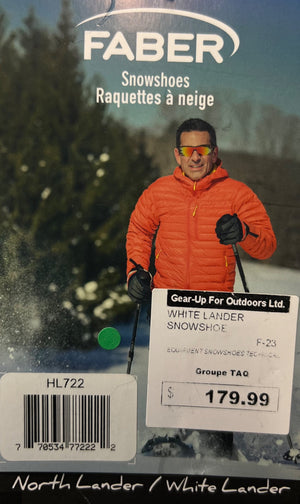 FABER
Snowshoes
Raquettes à neige
Gear-Up For Outdoors Ltd.
WHITE LANDER
SNOWSHOE
F-23
EQUIPMENT SNOWSHOES TECHNICAL
Groupe TAQ
$ 179.99
HL722
7 70534 77222 2
North Lander / White Lander